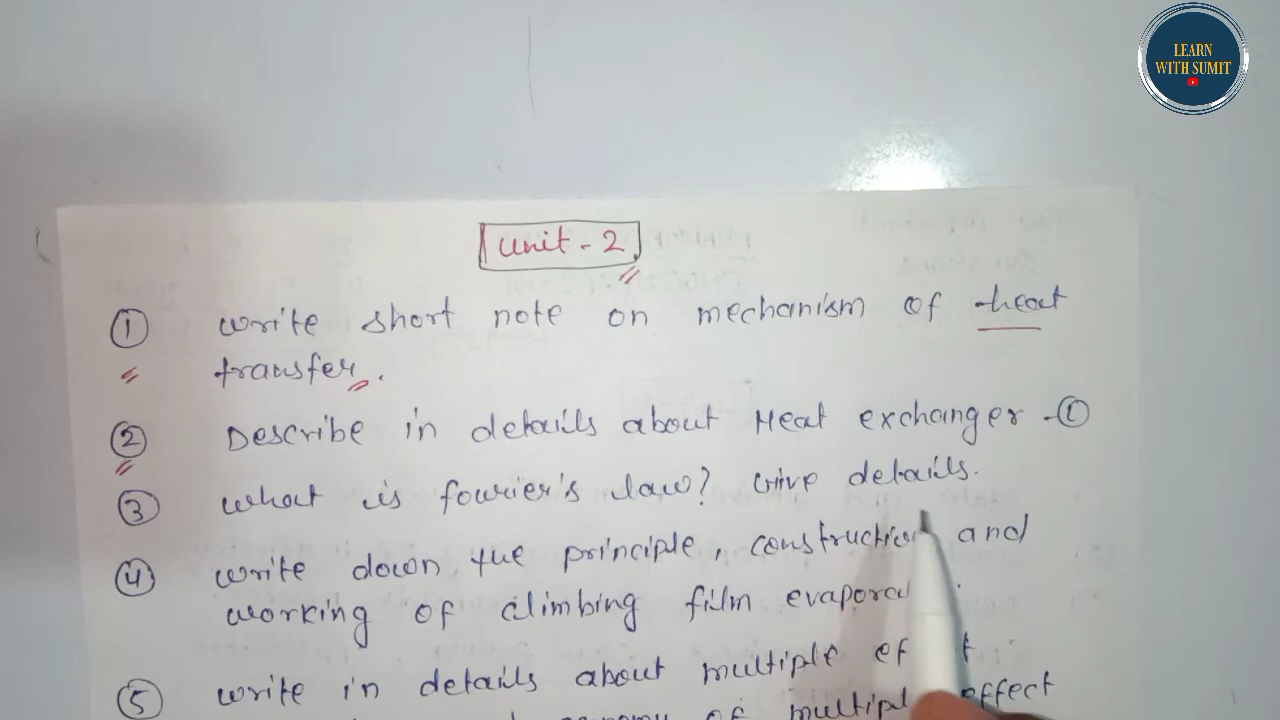 LEARN
WITH SUMIT
Unit - 2
① write short note on mechanism of heat
transfer.
② Describe in details about Heat exchanger - ①
③ what is fourier's law? Give details.
④ write down the principle, construction and
working of climbing film
⑤ write in details about multiple
of effect